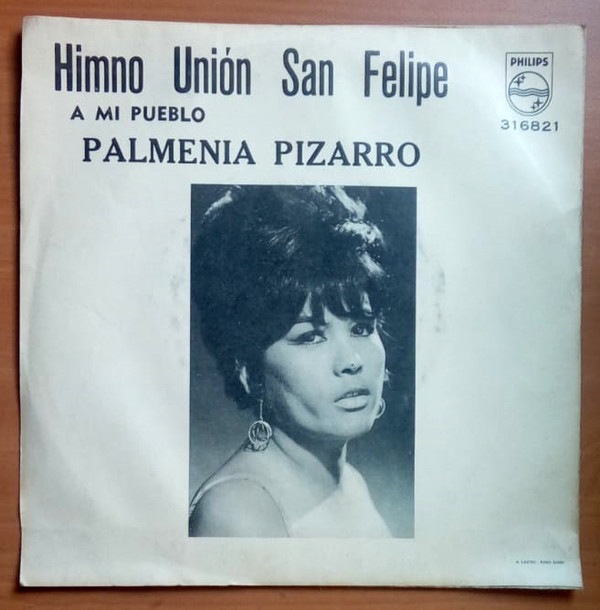 Himno Unión San Felipe
A MI PUEBLO
PALMENIA PIZARRO
PHILIPS
316821